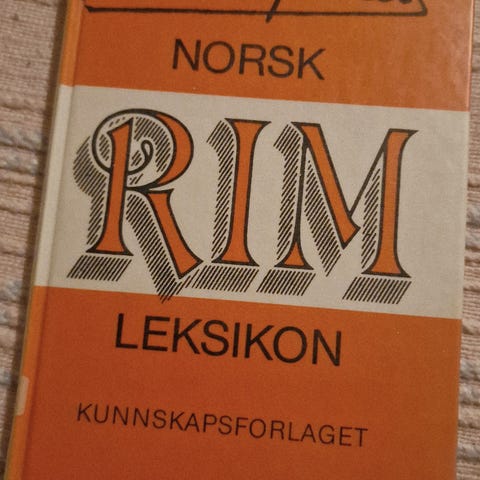 NORSK
RIM
LEKSIKON
KUNNSKAPSFORLAGET